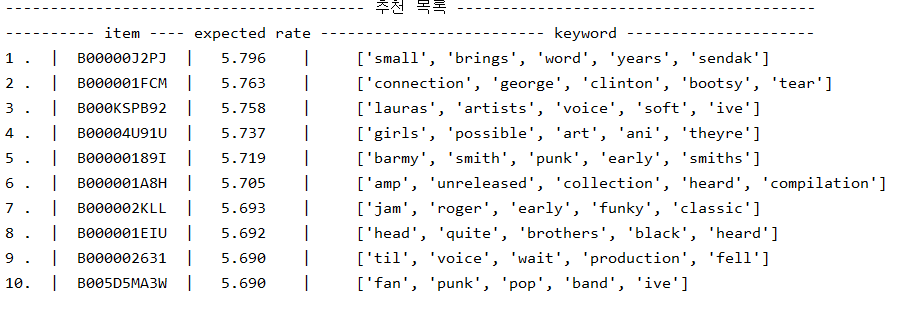 ---------------------------------------- 추천 목록 ----------------------------------------
---------- item ---- expected rate ------------------------- keyword ---------------------
1 .  |  B00000J2PJ  |   5.796    |     ['small', 'brings', 'word', 'years', 'sendak']
2 .  |  B000001FCM  |   5.763    |     ['connection', 'george', 'clinton', 'bootsy', 'tear']
3 .  |  B000KSPB92  |   5.758    |     ['lauras', 'artists', 'voice', 'soft', 'ive']
4 .  |  B00004U91U  |   5.737    |     ['girls', 'possible', 'art', 'ani', 'theyre']
5 .  |  B00000189I  |   5.719    |     ['barmy', 'smith', 'punk', 'early', 'smiths']
6 .  |  B000001A8H  |   5.705    |     ['amp', 'unreleased', 'collection', 'heard', 'compilation']
7 .  |  B000002KLL  |   5.693    |     ['jam', 'roger', 'early', 'funky', 'classic']
8 .  |  B000001EIU  |   5.692    |     ['head', 'quite', 'brothers', 'black', 'heard']
9 .  |  B000002631  |   5.690    |     ['til', 'voice', 'wait', 'production', 'fell']
10.  |  B005D5MA3W  |   5.690    |     ['fan', 'punk', 'pop', 'band', 'ive']